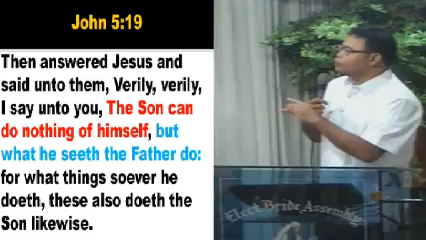 John 5:19
Then answered Jesus and
said unto them, Verily, verily,
I say unto you, The Son can
do nothing of himself, but
what he seeth the Father do:
for what things soever he
doeth, these also doeth the
Son likewise.
Elect Bride Assembly